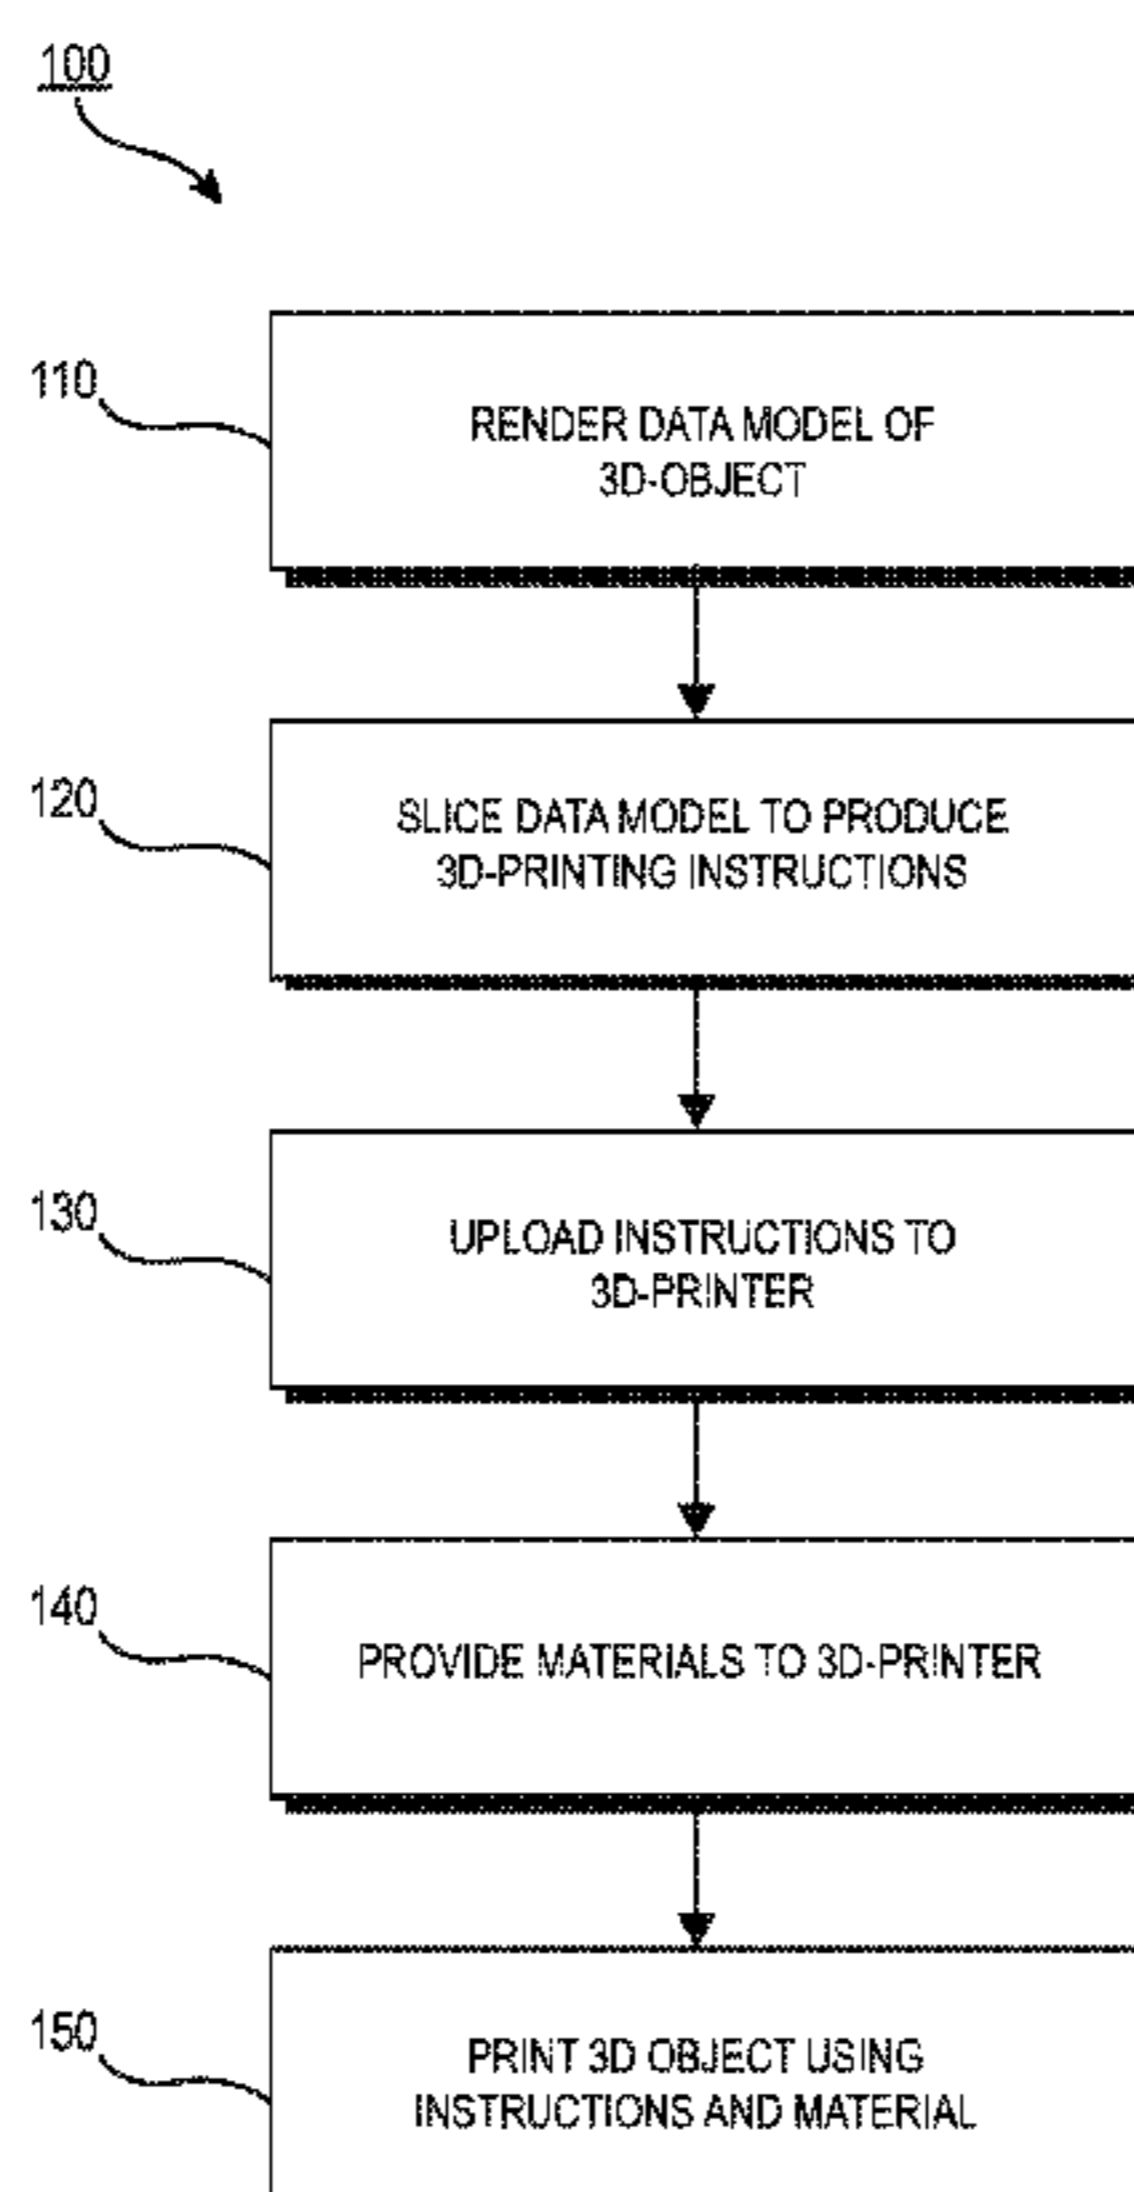 100
110
RENDER DATA MODEL OF
3D-OBJECT
120
SLICE DATA MODEL TO PRODUCE
3D-PRINTING INSTRUCTIONS
130
UPLOAD INSTRUCTIONS TO
3D-PRINTER
140
PROVIDE MATERIALS TO 3D-PRINTER
150
PRINT 3D OBJECT USING
INSTRUCTIONS AND MATERIAL